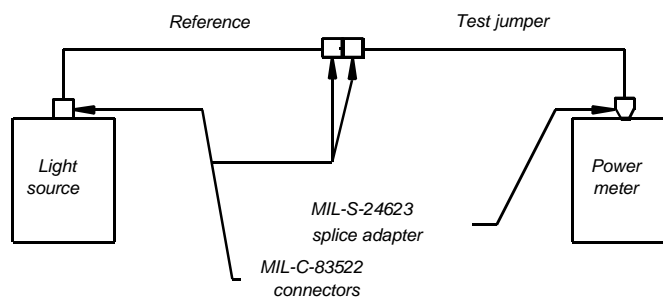 Reference
Test jumper
Light
source
Power
meter
MIL-S-24623
splice adapter
MIL-C-83522
connectors